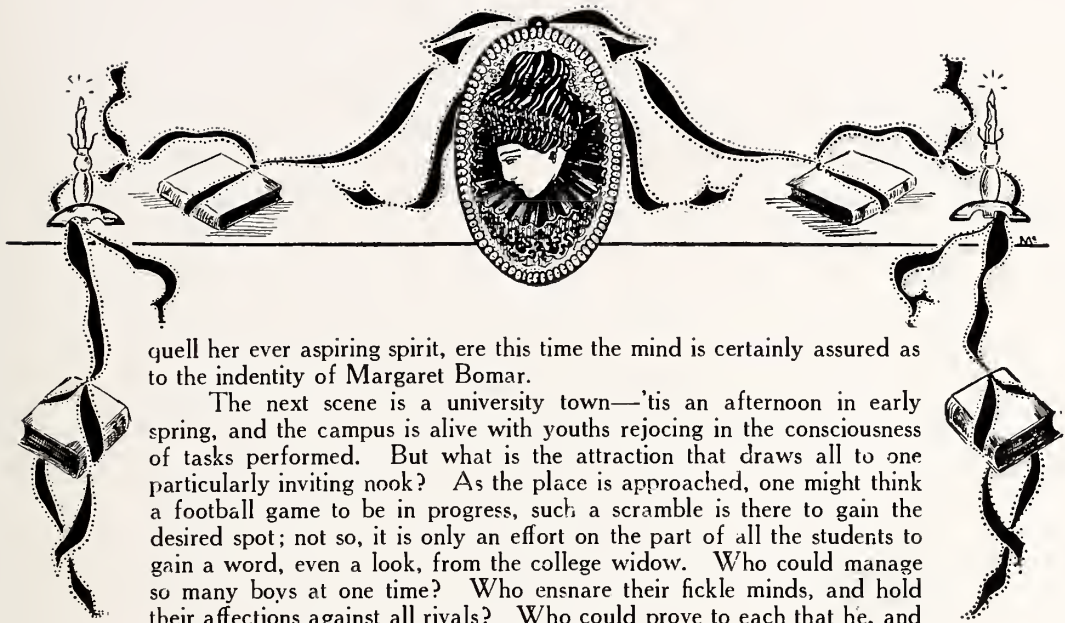 Mc
quell her ever aspiring spirit, ere this time the mind is certainly assured as
to the indentity of Margaret Bomar.
The next scene is a university town—'tis an afternoon in early
spring, and the campus is alive with youths rejocing in the consciousness
of tasks performed. But what is the attraction that draws all to one
particularly inviting nook? As the place is approached, one might think
a football game to be in progress, such a scramble is there to gain the
desired spot; not so, it is only an effort on the part of all the students to
gain a word, even a look, from the college widow. Who could manage
so many boys at one time? Who ensnare their fickle minds, and hold
their affections against all rivals? Who could prove to each that he, and